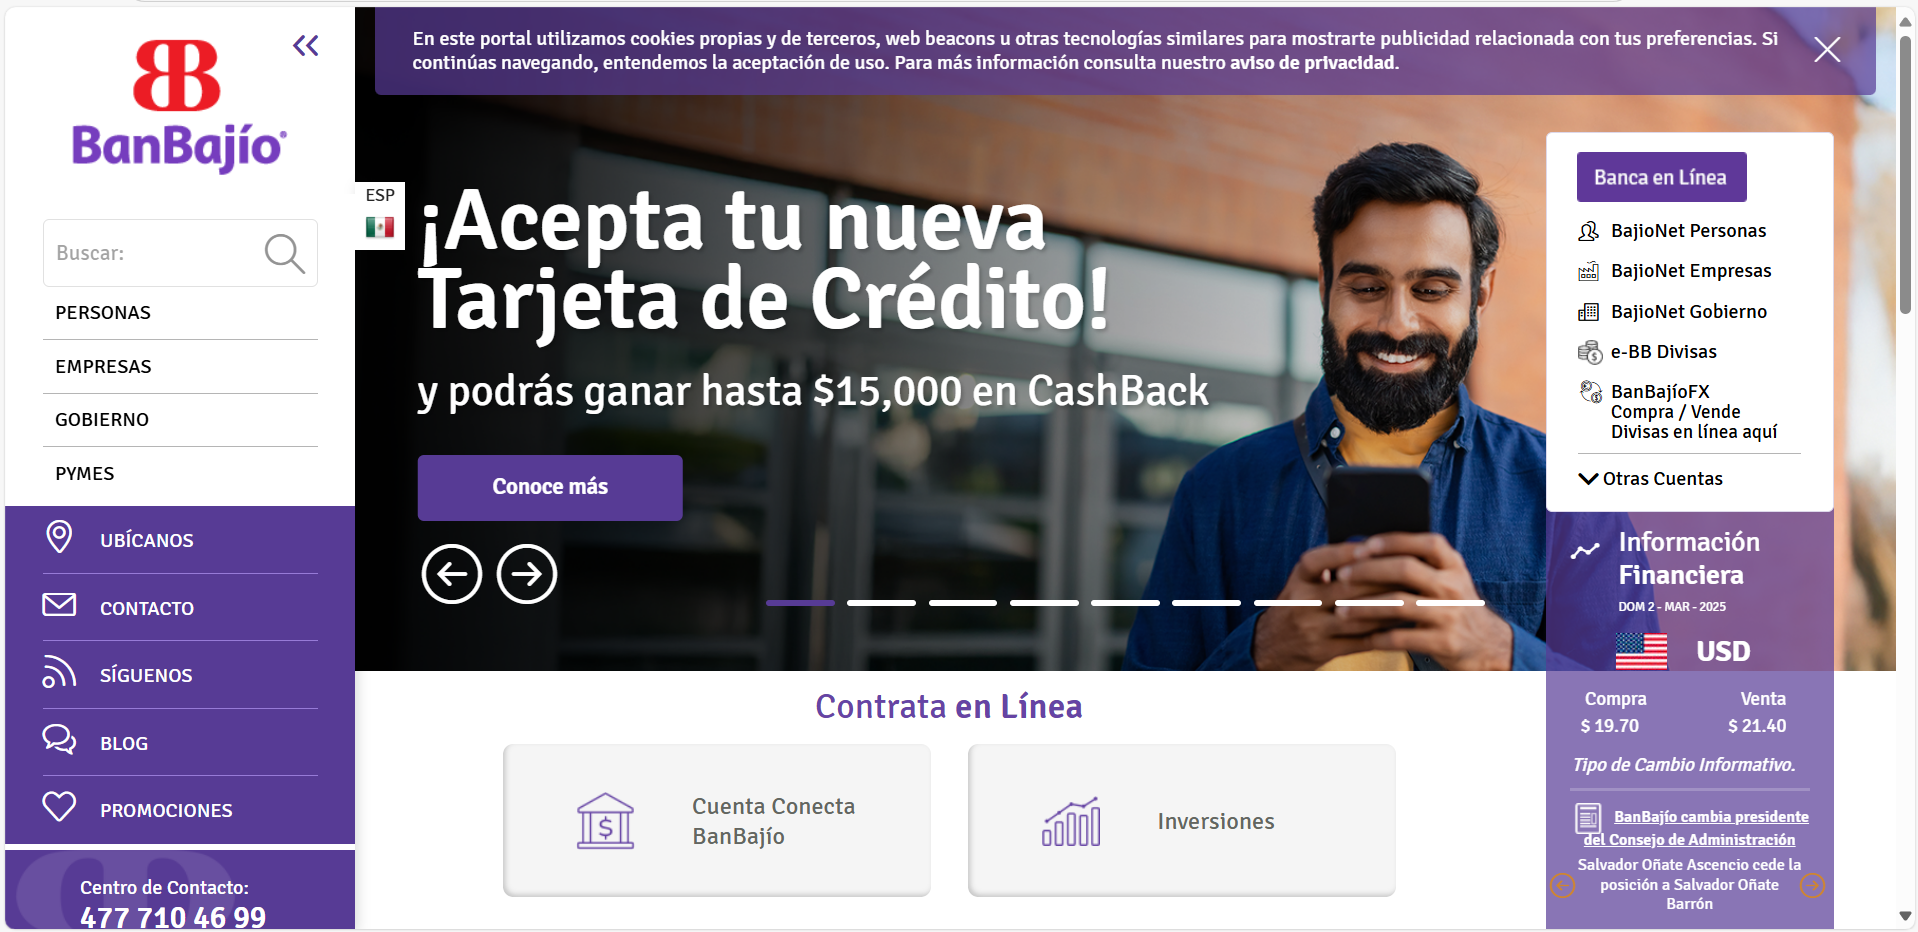 BanBajío
Buscar:
PERSONAS
EMPRESAS
GOBIERNO
PYMES
UBÍCANOS
CONTACTO
SÍGUENOS
BLOG
PROMOCIONES
Centro de Contacto:
477 710 46 99
En este portal utilizamos cookies propias y de terceros, web beacons u otras tecnologías similares para mostrarte publicidad relacionada con tus preferencias. Si
continúas navegando, entendemos la aceptación de uso. Para más información consulta nuestro aviso de privacidad.
ESP
¡Acepta tu nueva
Tarjeta de Crédito!
y podrás ganar hasta $15,000 en CashBack
Conoce más
Contrata en Línea
Cuenta Conecta
BanBajío
Inversiones
Banca en Línea
BajioNet Personas
BajioNet Empresas
BajioNet Gobierno
e-BB Divisas
BanBajíoFX
Compra / Vende
Divisas en línea aquí
Otras Cuentas
Información
Financiera
DOM 2 - MAR - 2025
USD
Compra Venta
$ 19.70 $ 21.40
Tipo de Cambio Informativo.
BanBajío cambia presidente
del Consejo de Administración
Salvador Oñate Ascencio cede la
posición a Salvador Oñate
Barrón